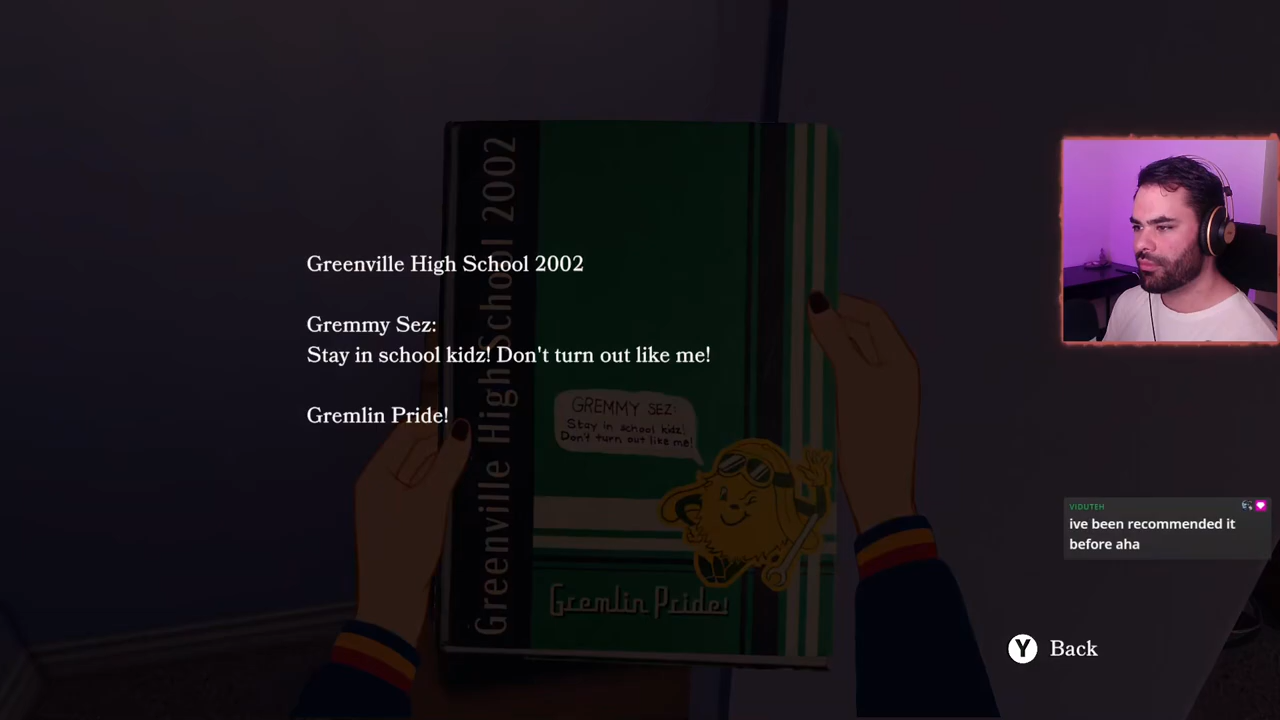 Greenville High School 2002
Greenville High School 2002
Gremmy Sez:
Stay in school kidz! Don't turn out like me!
Gremlin Pride!
GREMMY SEZ:
Stay in school kidz!
Don't turn out like me!
Gremlin Pride!
VIDUTEH
ive been recommended it
before aha
Y Back